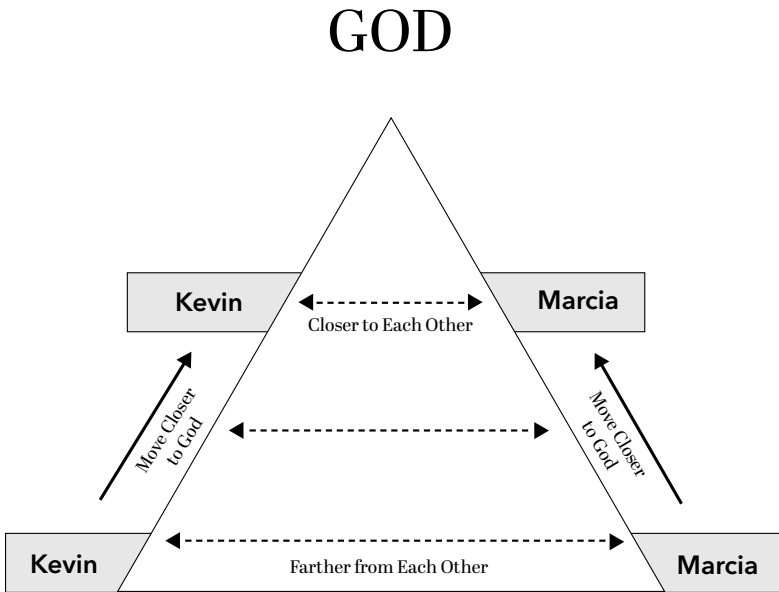 GOD
Kevin
Marcia
Closer to Each Other
Move Closer
to God
Move Closer
to God
Kevin
Farther from Each Other
Marcia